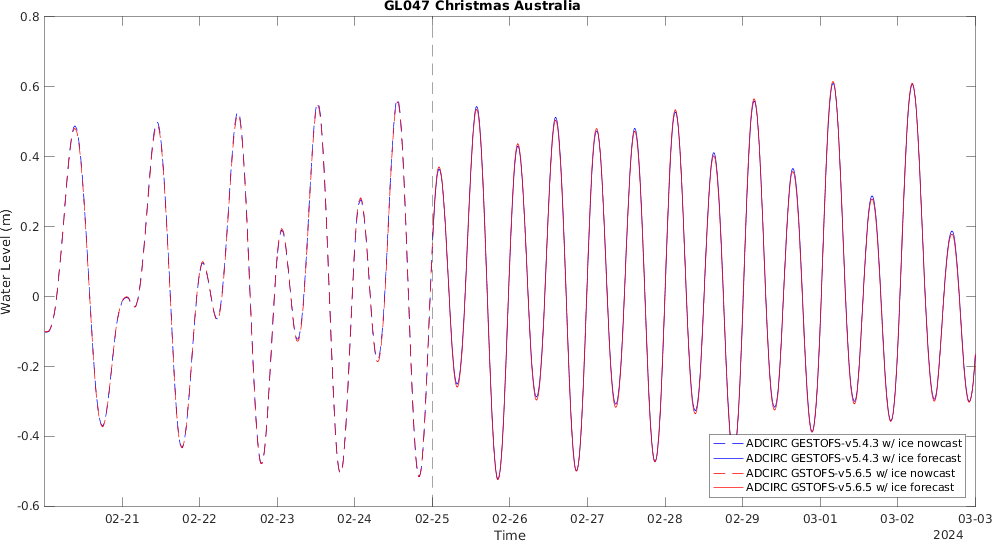 GL047 Christmas Australia
0.8
0.6
0.4
0.2
0
-0.2
-0.4
-0.6
Water Level (m)
ADCIRC GESTOFS-v5.4.3 w/ ice nowcast
ADCIRC GESTOFS-v5.4.3 w/ ice forecast
ADCIRC GSTOFS-v5.6.5 w/ ice nowcast
ADCIRC GSTOFS-v5.6.5 w/ ice forecast
02-21 02-22 02-23 02-24 02-25 02-26 02-27 02-28 02-29 03-01 03-02 03-03
Time
2024